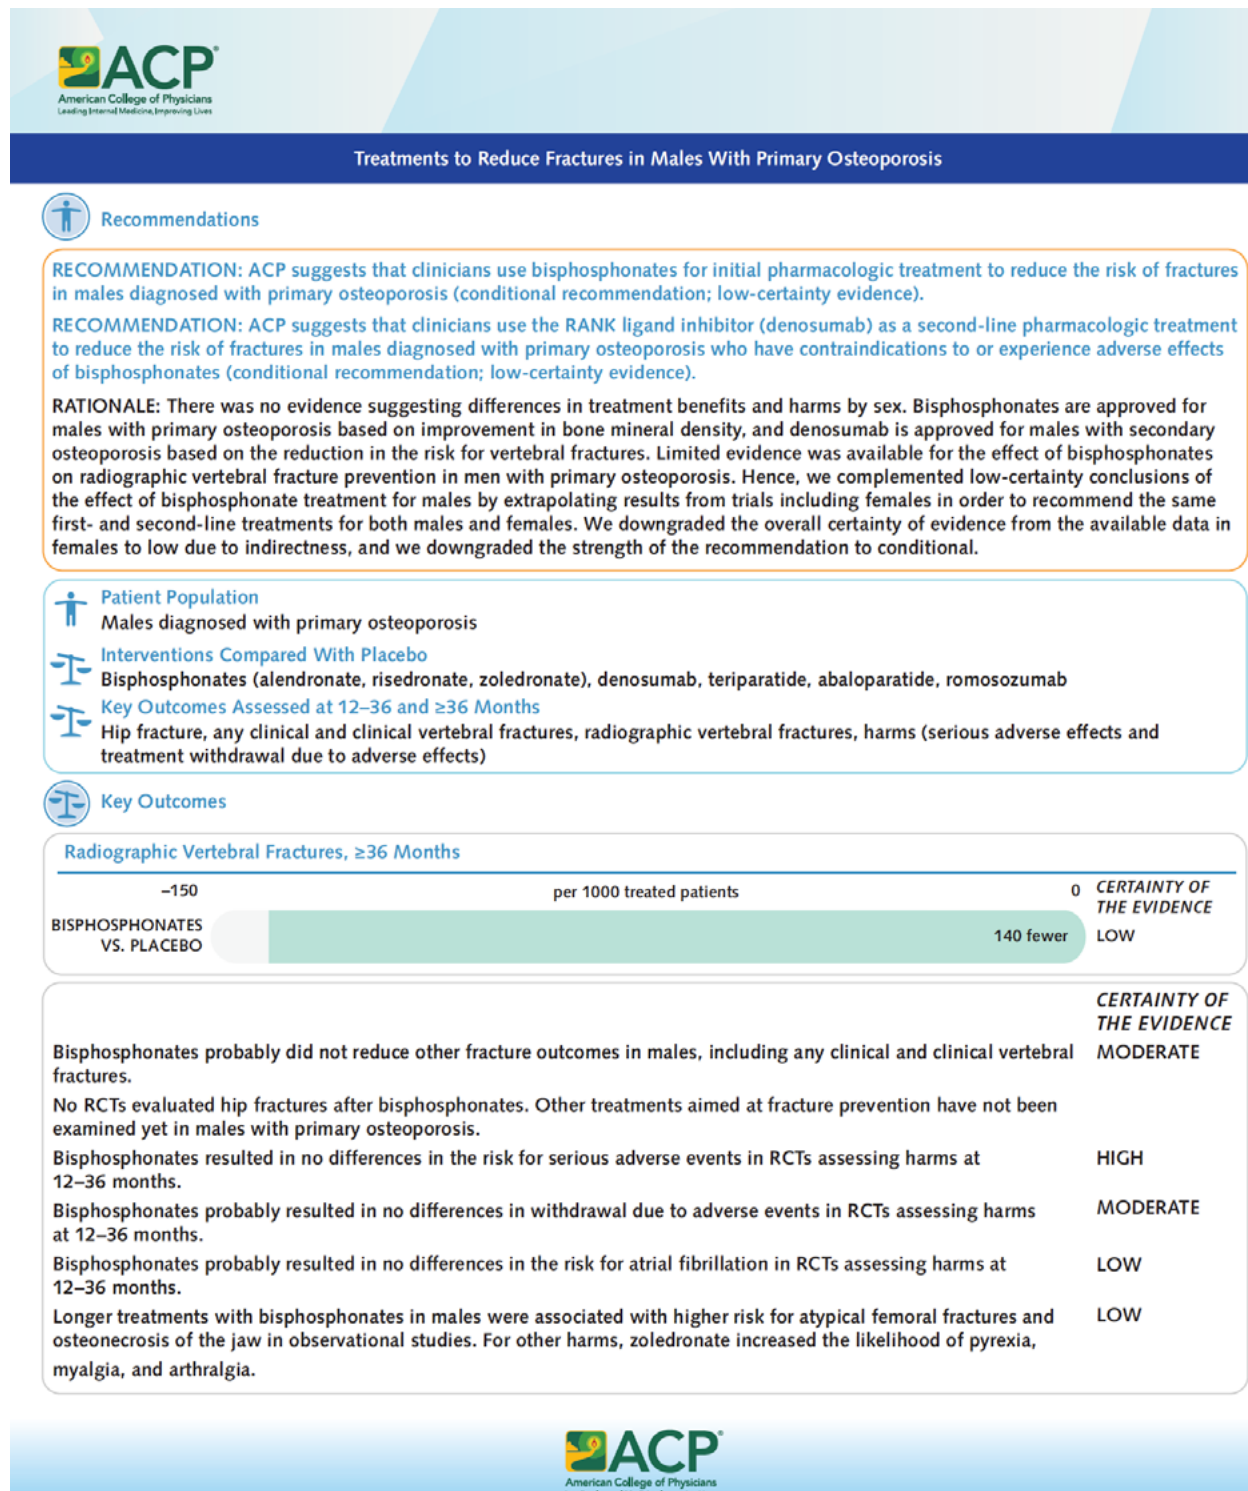 ACP®
American College of Physicians
Leading Internal Medicine, Improving Lives
Treatments to Reduce Fractures in Males With Primary Osteoporosis
Recommendations
RECOMMENDATION: ACP suggests that clinicians use bisphosphonates for initial pharmacologic treatment to reduce the risk of fractures
in males diagnosed with primary osteoporosis (conditional recommendation; low-certainty evidence).
RECOMMENDATION: ACP suggests that clinicians use the RANK ligand inhibitor (denosumab) as a second-line pharmacologic treatment
to reduce the risk of fractures in males diagnosed with primary osteoporosis who have contraindications to or experience adverse effects
of bisphosphonates (conditional recommendation; low-certainty evidence).
RATIONALE: There was no evidence suggesting differences in treatment benefits and harms by sex. Bisphosphonates are approved for
males with primary osteoporosis based on improvement in bone mineral density, and denosumab is approved for males with secondary
osteoporosis based on the reduction in the risk for vertebral fractures. Limited evidence was available for the effect of bisphosphonates
on radiographic vertebral fracture prevention in men with primary osteoporosis. Hence, we complemented low-certainty conclusions of
the effect of bisphosphonate treatment for males by extrapolating results from trials including females in order to recommend the same
first- and second-line treatments for both males and females. We downgraded the overall certainty of evidence from the available data in
females to low due to indirectness, and we downgraded the strength of the recommendation to conditional.
Patient Population
Males diagnosed with primary osteoporosis
Interventions Compared With Placebo
Bisphosphonates (alendronate, risedronate, zoledronate), denosumab, teriparatide, abaloparatide, romosozumab
Key Outcomes Assessed at 12–36 and ≥36 Months
Hip fracture, any clinical and clinical vertebral fractures, radiographic vertebral fractures, harms (serious adverse effects and
treatment withdrawal due to adverse effects)
Key Outcomes
Radiographic Vertebral Fractures, ≥36 Months
–150 per 1000 treated patients 0 CERTAINTY OF
THE EVIDENCE
BISPHOSPHONATES
VS. PLACEBO
140 fewer LOW
CERTAINTY OF
THE EVIDENCE
Bisphosphonates probably did not reduce other fracture outcomes in males, including any clinical and clinical vertebral MODERATE
fractures.
No RCTs evaluated hip fractures after bisphosphonates. Other treatments aimed at fracture prevention have not been
examined yet in males with primary osteoporosis.
Bisphosphonates resulted in no differences in the risk for serious adverse events in RCTs assessing harms at HIGH
12–36 months.
Bisphosphonates probably resulted in no differences in withdrawal due to adverse events in RCTs assessing harms MODERATE
at 12–36 months.
Bisphosphonates probably resulted in no differences in the risk for atrial fibrillation in RCTs assessing harms at LOW
12–36 months.
Longer treatments with bisphosphonates in males were associated with higher risk for atypical femoral fractures and LOW
osteonecrosis of the jaw in observational studies. For other harms, zoledronate increased the likelihood of pyrexia,
myalgia, and arthralgia.
ACP®
American College of Physicians